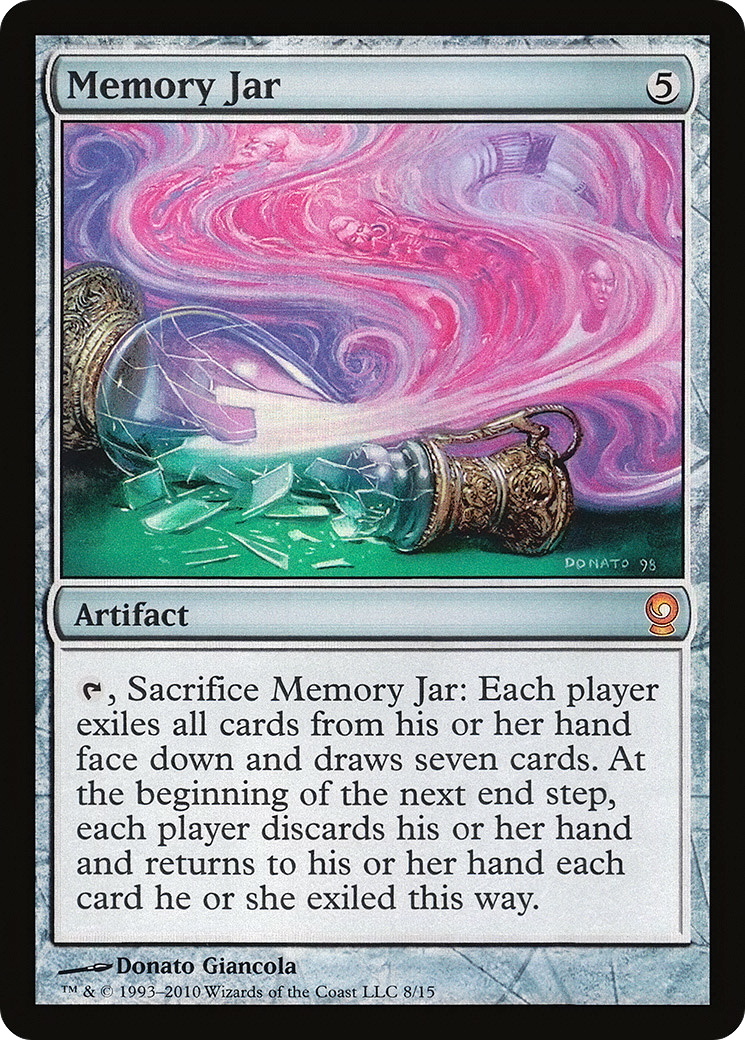 Memory Jar 5
DONATO 98
Artifact
, Sacrifice Memory Jar: Each player
exiles all cards from his or her hand
face down and draws seven cards. At
the beginning of the next end step,
each player discards his or her hand
and returns to his or her hand each
card he or she exiled this way.
Donato Giancola
™ & © 1993–2010 Wizards of the Coast LLC 8/15